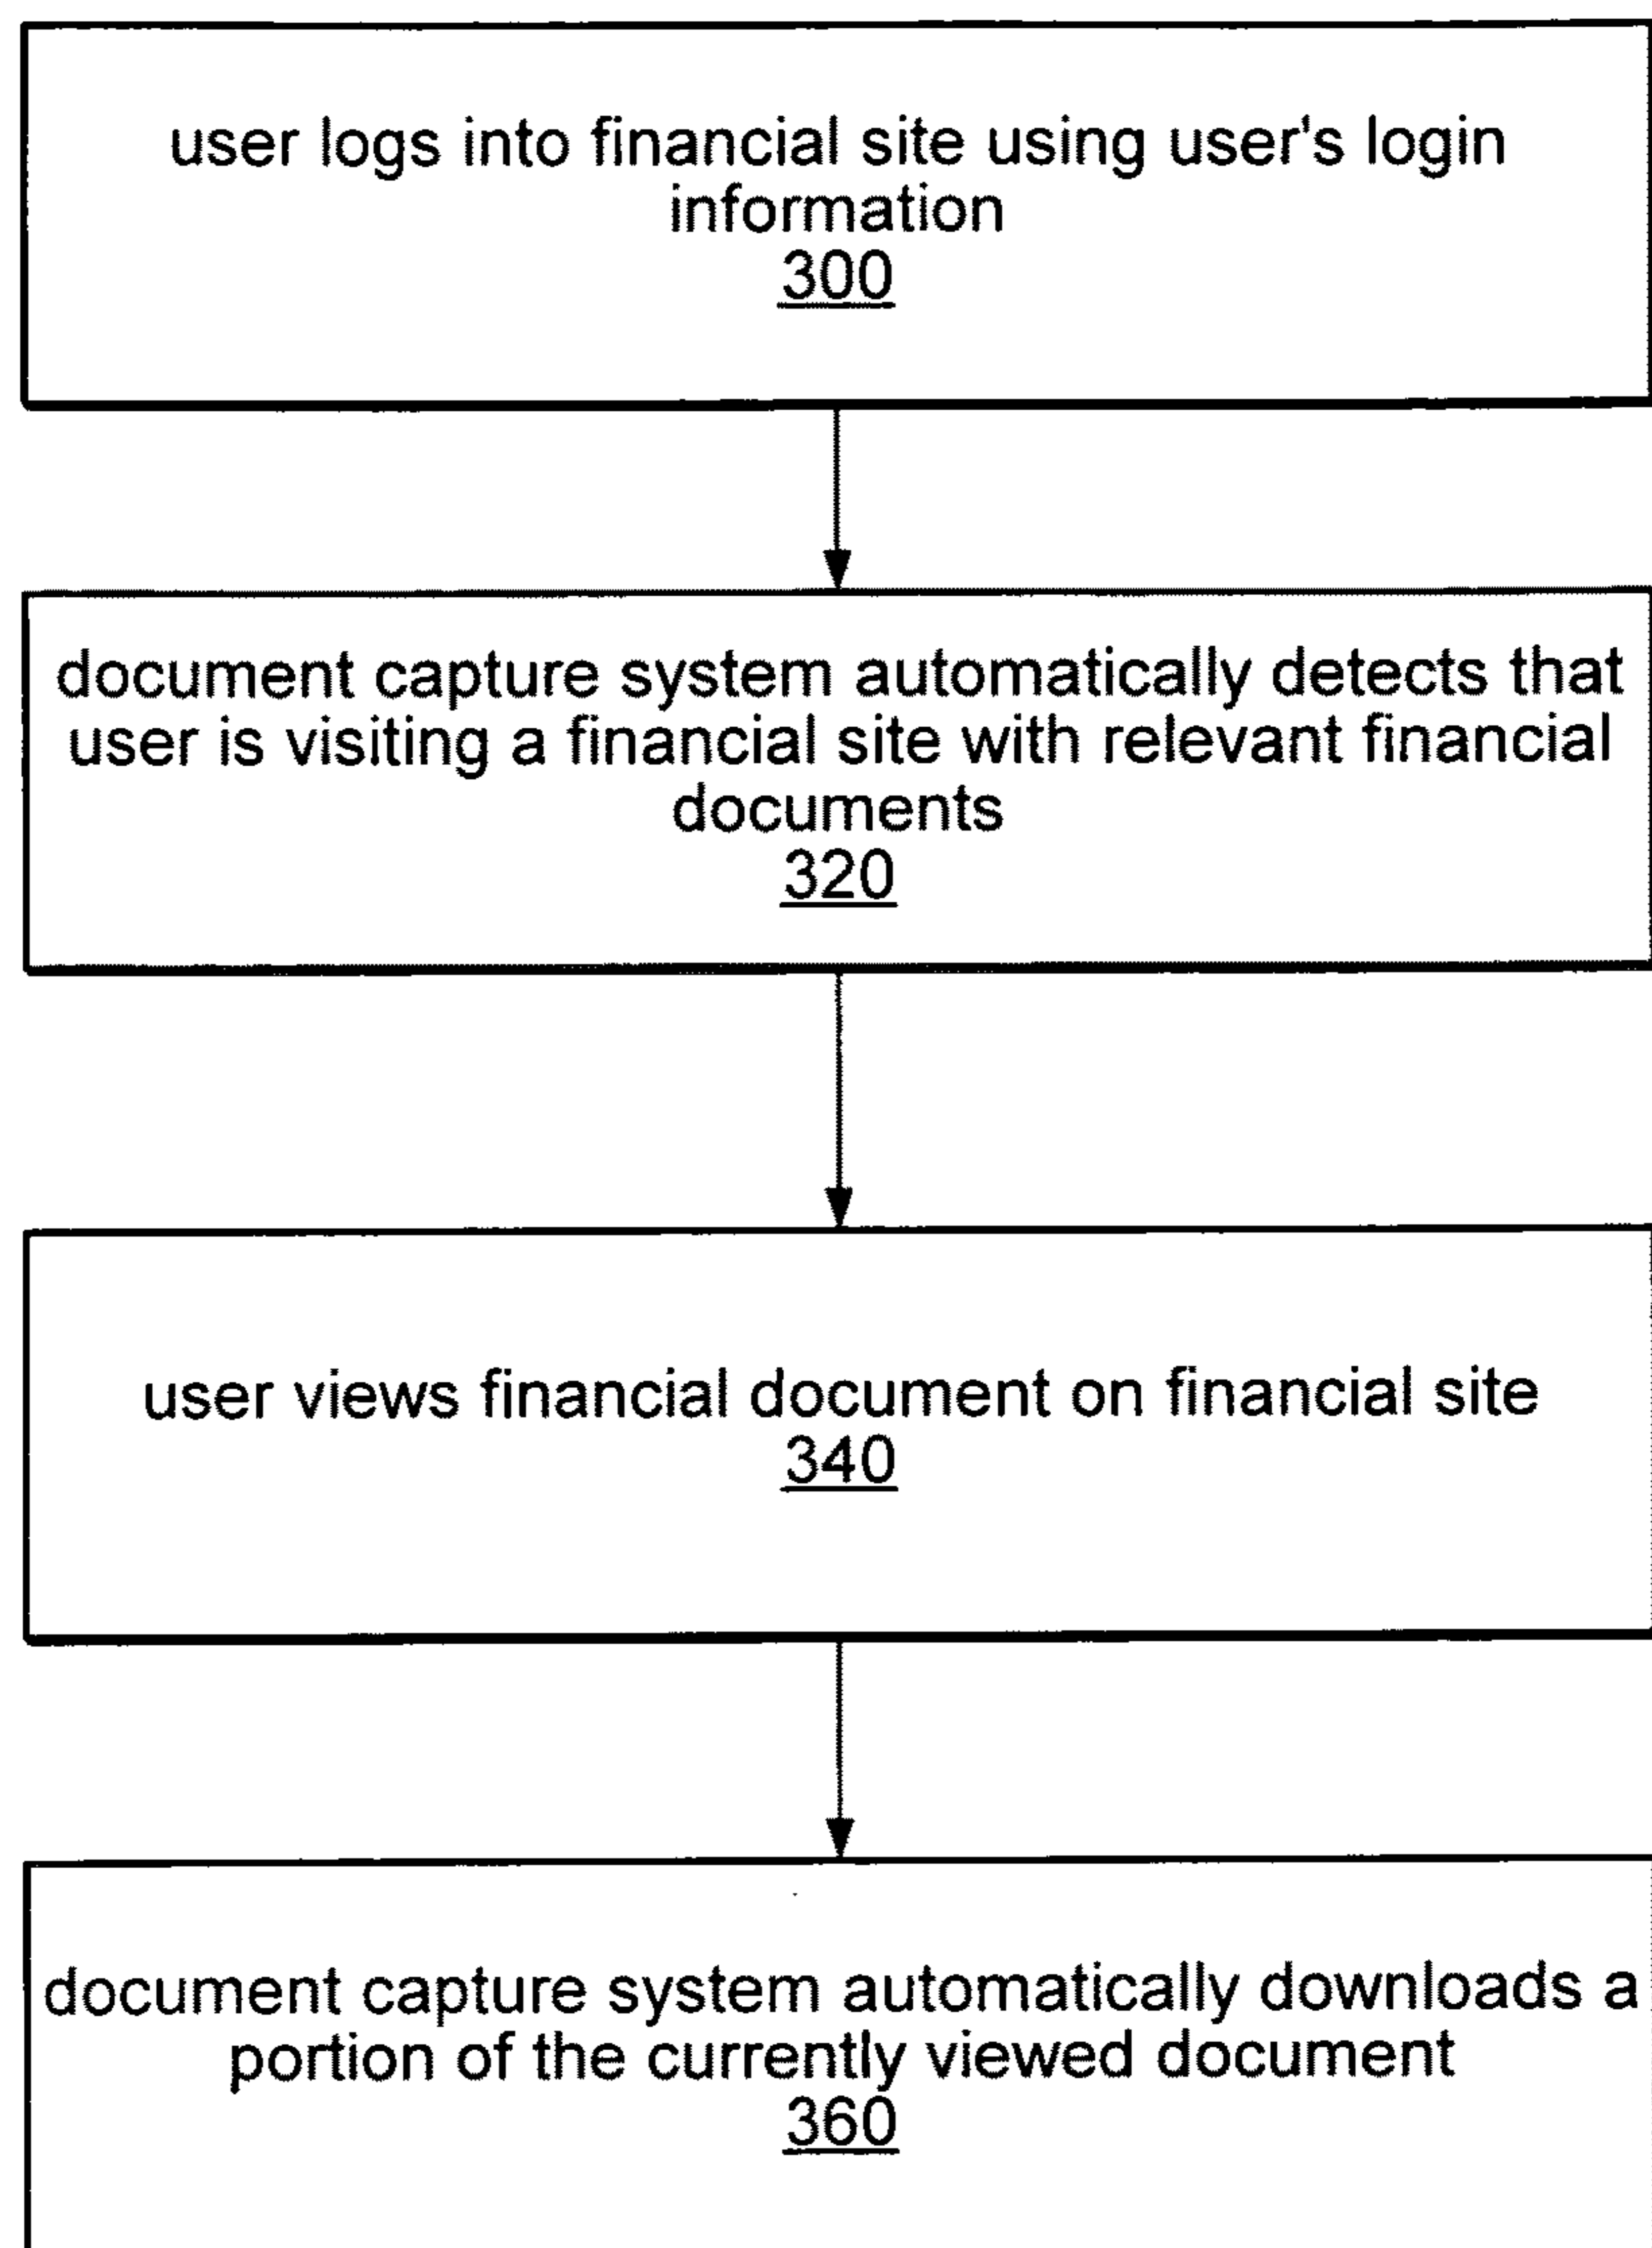 user logs into financial site using user's login
information
300
document capture system automatically detects that
user is visiting a financial site with relevant financial
documents
320
user views financial document on financial site
340
document capture system automatically downloads a
portion of the currently viewed document
360